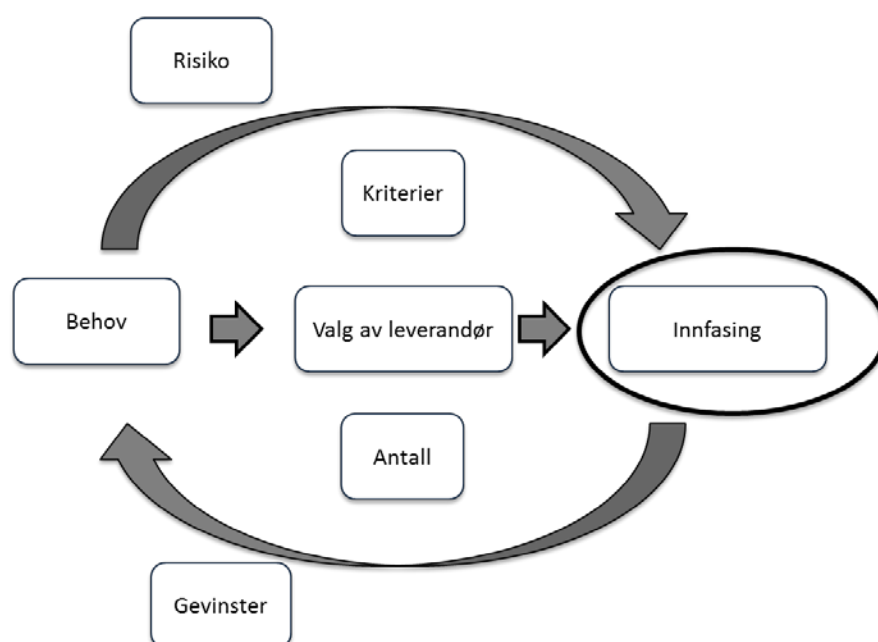 Risiko
Kriterier
Behov
Valg av leverandør
Innfasing
Antall
Gevinster